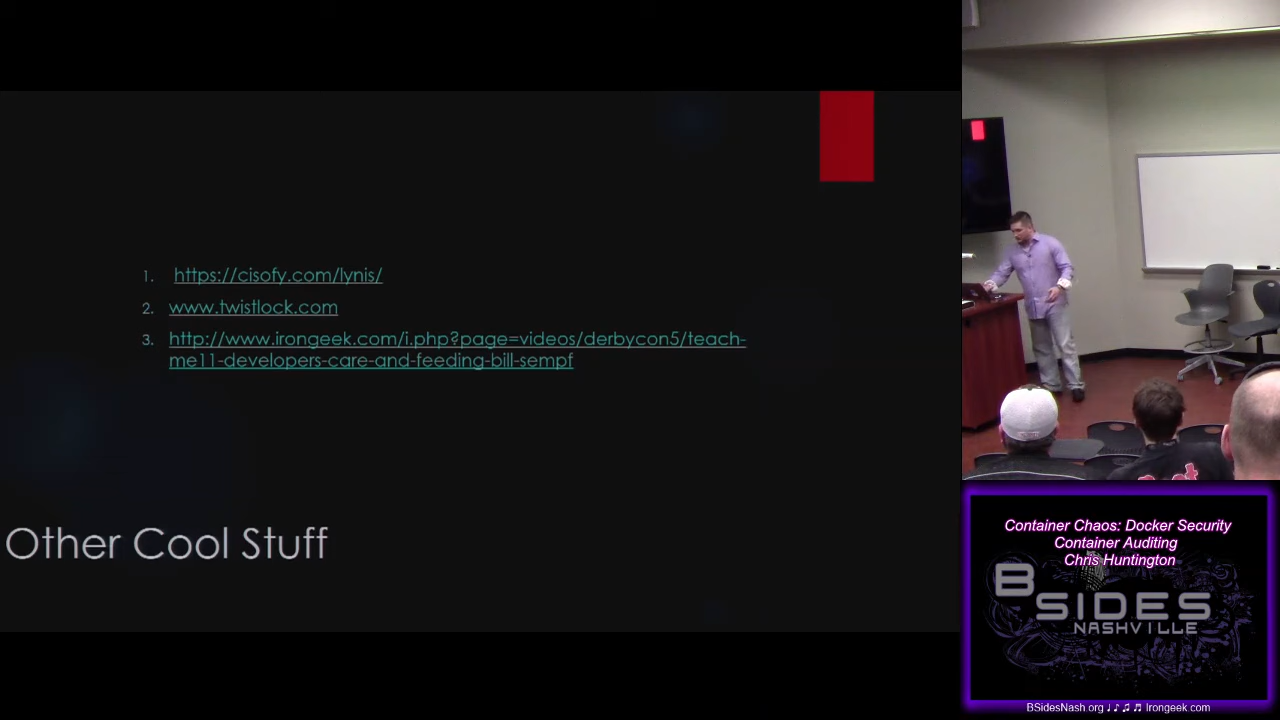 1. https://cisofy.com/lynis/
2. www.twistlock.com
3. http://www.irongeek.com/i.php?page=videos/derbycon5/teach-
me11-developers-care-and-feeding-bill-sempf
Other Cool Stuff
Container Chaos: Docker Security
Container Auditing
Chris Huntington
BSIDES
NASHVILLE
BSidesNash.org ♩ ♪ ♫ ♬ Irongeek.com